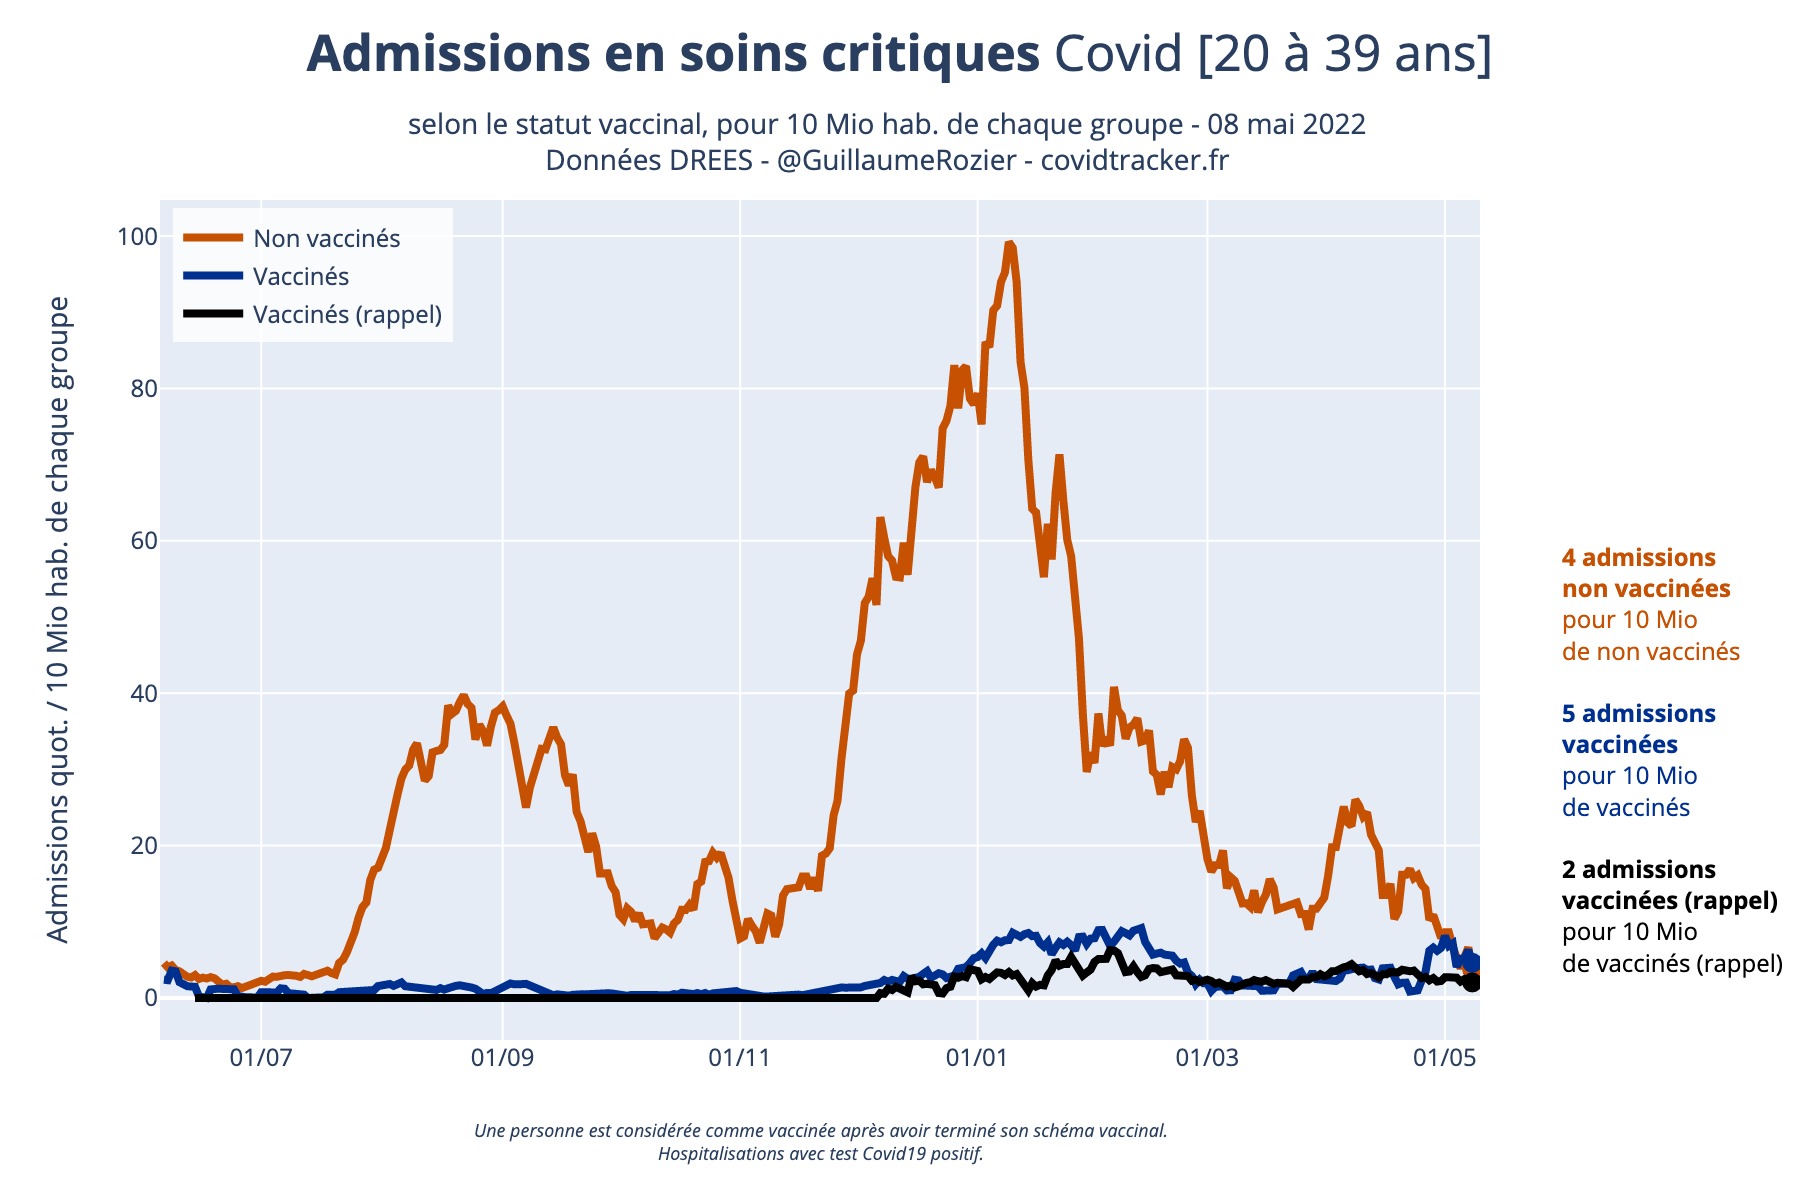 Admissions en soins critiques Covid [20 à 39 ans]
selon le statut vaccinal, pour 10 Mio hab. de chaque groupe - 08 mai 2022
Données DREES - @GuillaumeRozier - covidtracker.fr
Admissions quot. / 10 Mio hab. de chaque groupe
100
80
60
40
20
0
Non vaccinés
Vaccinés
Vaccinés (rappel)
01/07
01/09
01/11
01/01
01/03
01/05
4 admissions
non vaccinées
pour 10 Mio
de non vaccinés
5 admissions
vaccinées
pour 10 Mio
de vaccinés
2 admissions
vaccinées (rappel)
pour 10 Mio
de vaccinés (rappel)
Une personne est considérée comme vaccinée après avoir terminé son schéma vaccinal.
Hospitalisations avec test Covid19 positif.